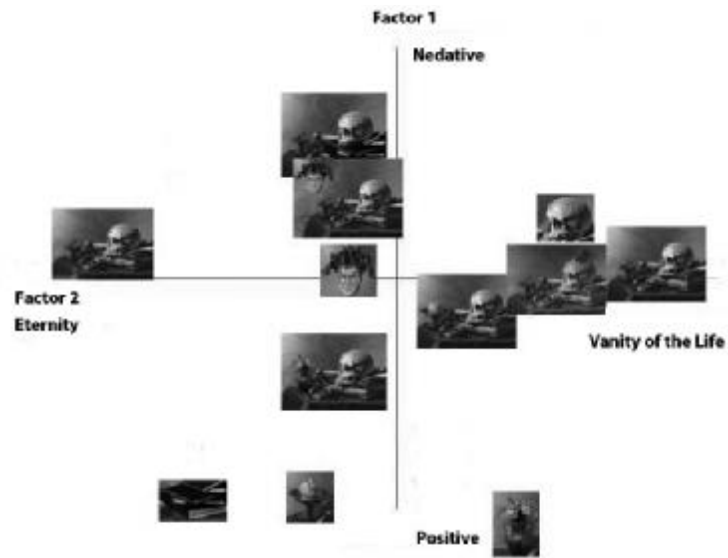 Factor 1
Nedative
Factor 2
Eternity
Vanity of the Life
Positive